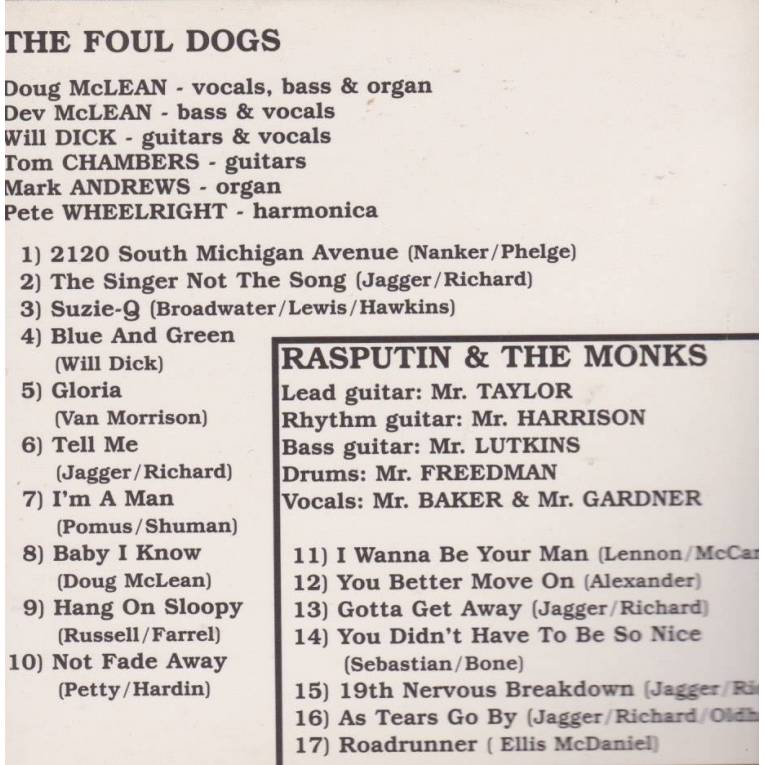 THE FOUL DOGS
Doug McLEAN - vocals, bass & organ
Dev McLEAN - bass & vocals
Will DICK - guitars & vocals
Tom CHAMBERS - guitars
Mark ANDREWS - organ
Pete WHEELRIGHT - harmonica
1) 2120 South Michigan Avenue (Nanker/Phelge)
2) The Singer Not The Song (Jagger/Richard)
3) Suzie-Q (Broadwater/Lewis/Hawkins)
4) Blue And Green
(Will Dick)
5) Gloria
(Van Morrison)
6) Tell Me
(Jagger/Richard)
7) I'm A Man
(Pomus/Shuman)
8) Baby I Know
(Doug McLean)
9) Hang On Sloopy
(Russell/Farrel)
10) Not Fade Away
(Petty/Hardin)
RASPUTIN & THE MONKS
Lead guitar: Mr. TAYLOR
Rhythm guitar: Mr. HARRISON
Bass guitar: Mr. LUTKINS
Drums: Mr. FREEDMAN
Vocals: Mr. BAKER & Mr. GARDNER
11) I Wanna Be Your Man (Lennon/McCar
12) You Better Move On (Alexander)
13) Gotta Get Away (Jagger/Richard)
14) You Didn't Have To Be So Nice
(Sebastian/Bone)
15) 19th Nervous Breakdown (Jagger/Ri
16) As Tears Go By (Jagger/Richard/Oldh
17) Roadrunner ( Ellis McDaniel)